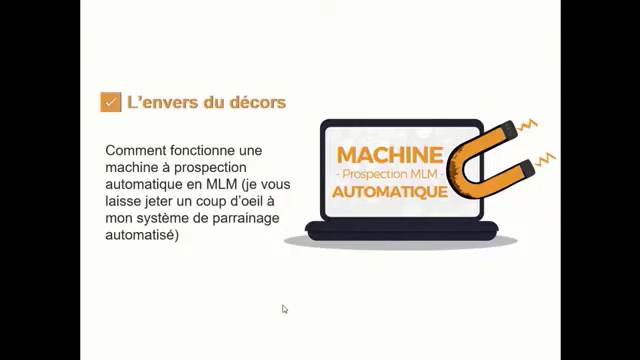 L'envers du décors
Comment fonctionne une
machine à prospection
automatique en MLM (je vous
laisse jeter un coup d'oeil à
mon système de parrainage
automatisé)
MACHINE
- Prospection MLM -
AUTOMATIQUE